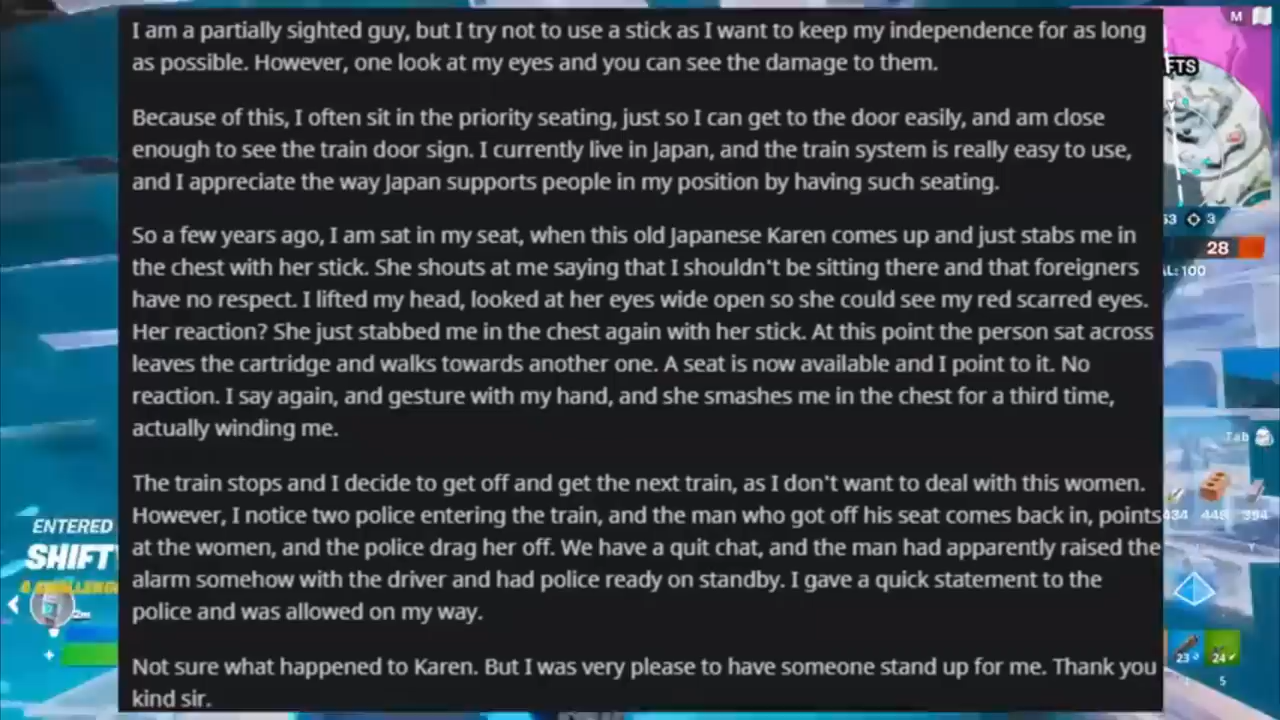 I am a partially sighted guy, but I try not to use a stick as I want to keep my independence for as long
as possible. However, one look at my eyes and you can see the damage to them.
Because of this, I often sit in the priority seating, just so I can get to the door easily, and am close
enough to see the train door sign. I currently live in Japan, and the train system is really easy to use,
and I appreciate the way Japan supports people in my position by having such seating.
So a few years ago, I am sat in my seat, when this old Japanese Karen comes up and just stabs me in
the chest with her stick. She shouts at me saying that I shouldn't be sitting there and that foreigners
have no respect. I lifted my head, looked at her eyes wide open so she could see my red scarred eyes.
Her reaction? She just stabbed me in the chest again with her stick. At this point the person sat across
leaves the cartridge and walks towards another one. A seat is now available and I point to it. No
reaction. I say again, and gesture with my hand, and she smashes me in the chest for a third time,
actually winding me.
The train stops and I decide to get off and get the next train, as I don't want to deal with this women.
However, I notice two police entering the train, and the man who got off his seat comes back in, points
at the women, and the police drag her off. We have a quit chat, and the man had apparently raised the
alarm somehow with the driver and had police ready on standby. I gave a quick statement to the
police and was allowed on my way.
Not sure what happened to Karen. But I was very please to have someone stand up for me. Thank you
kind sir.
M
FTS
53 3
28
AL: 100
Tab
434 448 394
ENTERED
SHIFT
2m
23 24
5